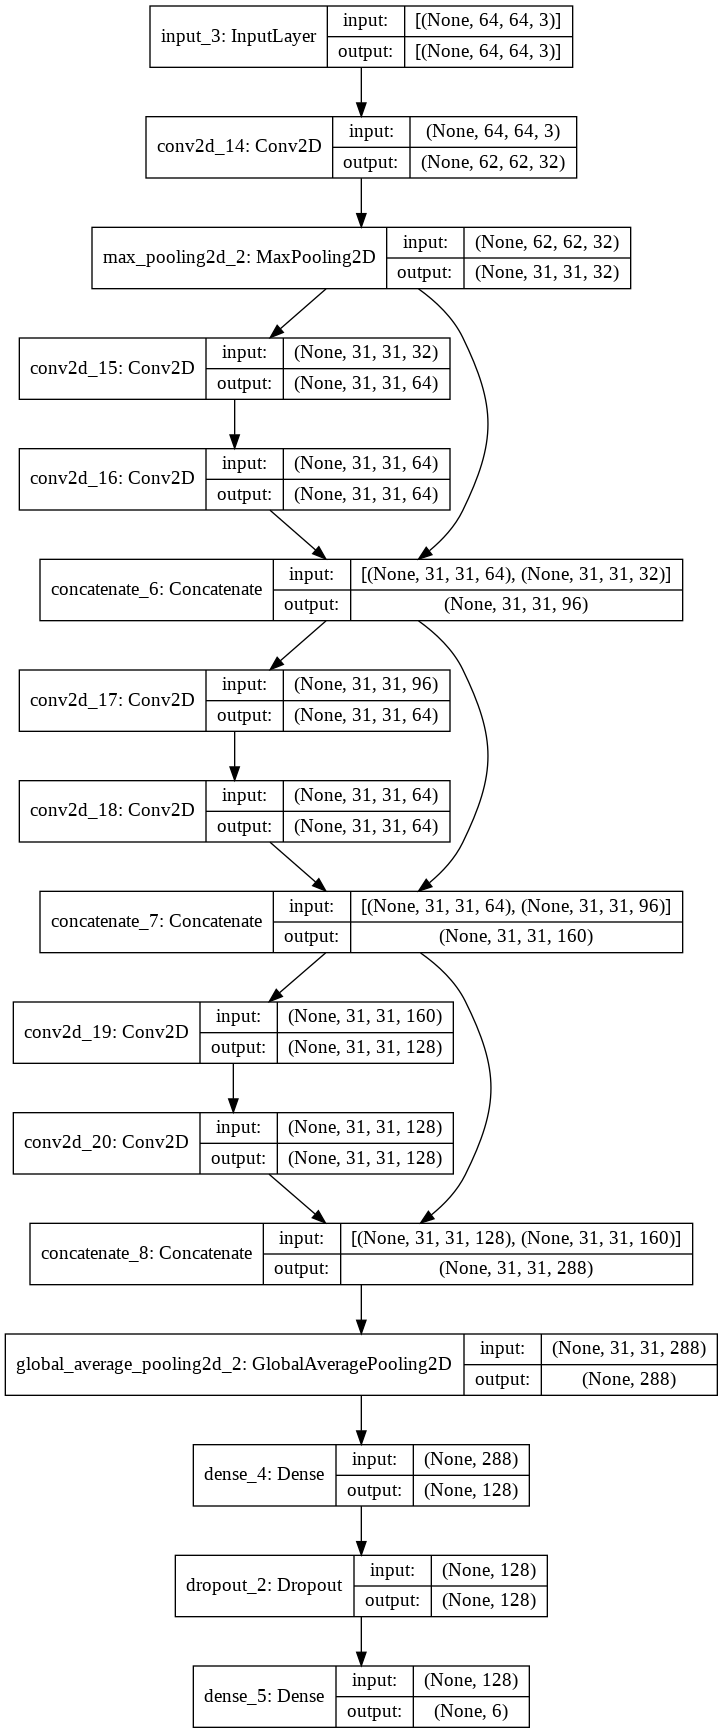 input_3: InputLayer
input: [(None, 64, 64, 3)]
output: [(None, 64, 64, 3)]
conv2d_14: Conv2D
input: (None, 64, 64, 3)
output: (None, 62, 62, 32)
max_pooling2d_2: MaxPooling2D
input: (None, 62, 62, 32)
output: (None, 31, 31, 32)
conv2d_15: Conv2D
input: (None, 31, 31, 32)
output: (None, 31, 31, 64)
conv2d_16: Conv2D
input: (None, 31, 31, 64)
output: (None, 31, 31, 64)
concatenate_6: Concatenate
input: [(None, 31, 31, 64), (None, 31, 31, 32)]
output: (None, 31, 31, 96)
conv2d_17: Conv2D
input: (None, 31, 31, 96)
output: (None, 31, 31, 64)
conv2d_18: Conv2D
input: (None, 31, 31, 64)
output: (None, 31, 31, 64)
concatenate_7: Concatenate
input: [(None, 31, 31, 64), (None, 31, 31, 96)]
output: (None, 31, 31, 160)
conv2d_19: Conv2D
input: (None, 31, 31, 160)
output: (None, 31, 31, 128)
conv2d_20: Conv2D
input: (None, 31, 31, 128)
output: (None, 31, 31, 128)
concatenate_8: Concatenate
input: [(None, 31, 31, 128), (None, 31, 31, 160)]
output: (None, 31, 31, 288)
global_average_pooling2d_2: GlobalAveragePooling2D
input: (None, 31, 31, 288)
output: (None, 288)
dense_4: Dense
input: (None, 288)
output: (None, 128)
dropout_2: Dropout
input: (None, 128)
output: (None, 128)
dense_5: Dense
input: (None, 128)
output: (None, 6)